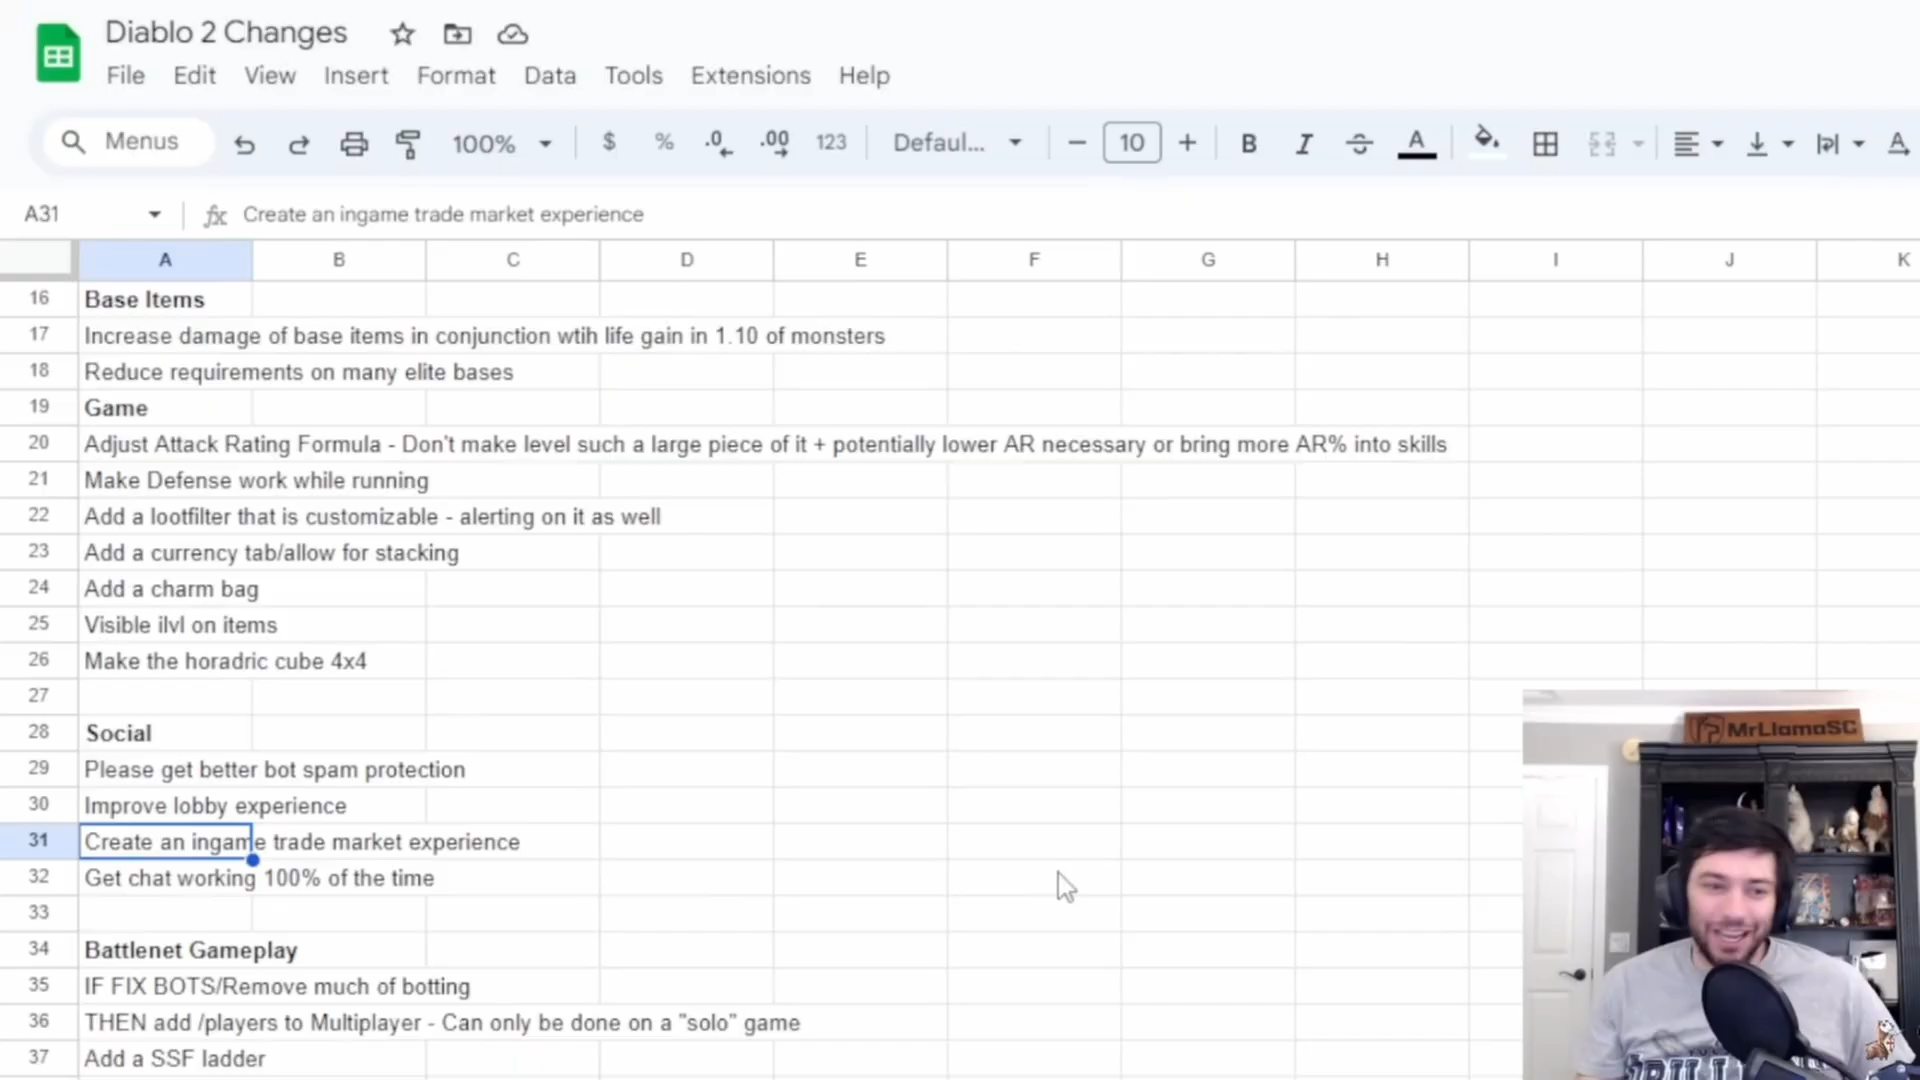 Diablo 2 Changes
File Edit View Insert Format Data Tools Extensions Help
Menus 100% $ % .0 .00 123 Defaul... 10 B I A A
A31 fx Create an ingame trade market experience
A B C D E F G H I J K
16 Base Items
17 Increase damage of base items in conjunction wtih life gain in 1.10 of monsters
18 Reduce requirements on many elite bases
19 Game
20 Adjust Attack Rating Formula - Don't make level such a large piece of it + potentially lower AR necessary or bring more AR% into skills
21 Make Defense work while running
22 Add a lootfilter that is customizable - alerting on it as well
23 Add a currency tab/allow for stacking
24 Add a charm bag
25 Visible ilvl on items
26 Make the horadric cube 4x4
27
28 Social
29 Please get better bot spam protection
30 Improve lobby experience
31 Create an ingame trade market experience
32 Get chat working 100% of the time
33
34 Battlenet Gameplay
35 IF FIX BOTS/Remove much of botting
36 THEN add /players to Multiplayer - Can only be done on a "solo" game
37 Add a SSF ladder
MrLlamaSC